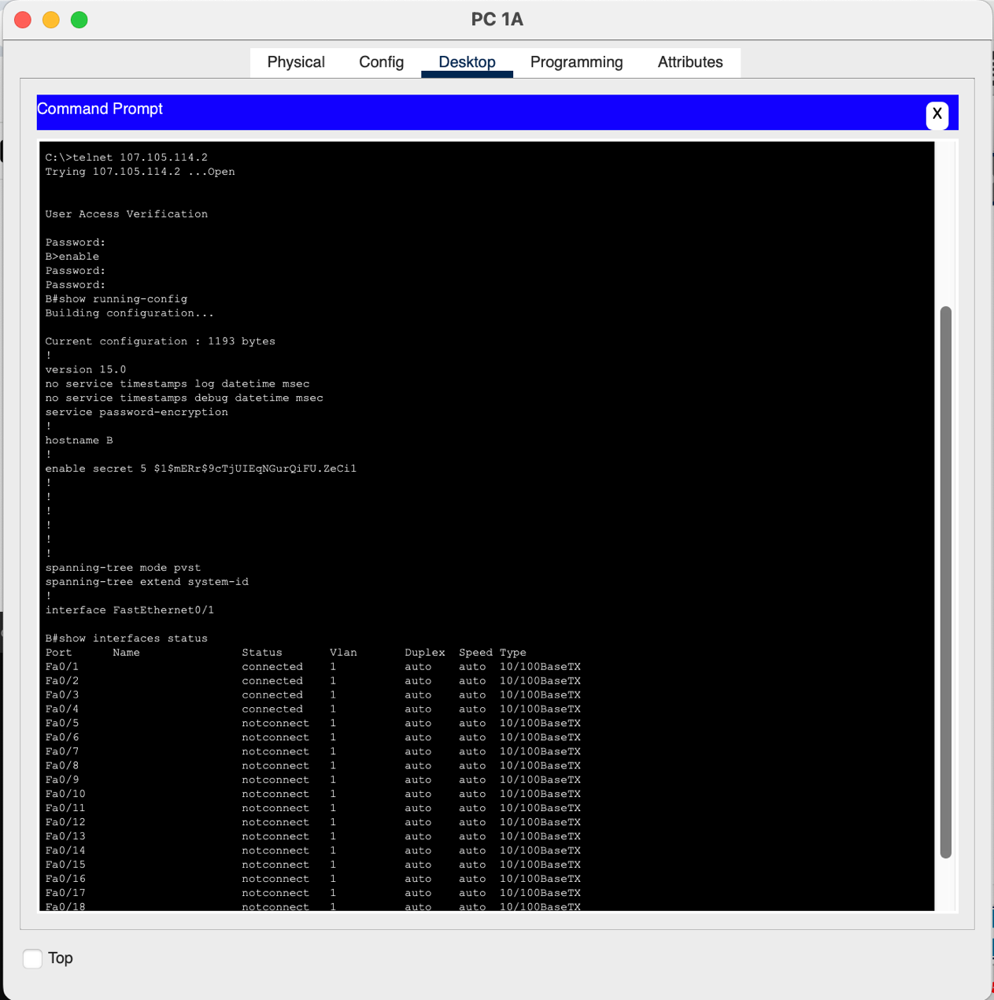 PC 1A
Physical Config Desktop Programming Attributes
Command Prompt
X
C:\>telnet 107.105.114.2
Trying 107.105.114.2 ...Open
User Access Verification
Password:
B>enable
Password:
Password:
B#show running-config
Building configuration...
Current configuration : 1193 bytes
!
version 15.0
no service timestamps log datetime msec
no service timestamps debug datetime msec
service password-encryption
!
hostname B
!
enable secret 5 $1$mERr$9cTjUIEqNGurQiFU.ZeCi1
!
!
!
!
!
!
spanning-tree mode pvst
spanning-tree extend system-id
!
interface FastEthernet0/1
B#show interfaces status
Port Name Status Vlan Duplex Speed Type
Fa0/1 connected 1 auto auto 10/100BaseTX
Fa0/2 connected 1 auto auto 10/100BaseTX
Fa0/3 connected 1 auto auto 10/100BaseTX
Fa0/4 connected 1 auto auto 10/100BaseTX
Fa0/5 notconnect 1 auto auto 10/100BaseTX
Fa0/6 notconnect 1 auto auto 10/100BaseTX
Fa0/7 notconnect 1 auto auto 10/100BaseTX
Fa0/8 notconnect 1 auto auto 10/100BaseTX
Fa0/9 notconnect 1 auto auto 10/100BaseTX
Fa0/10 notconnect 1 auto auto 10/100BaseTX
Fa0/11 notconnect 1 auto auto 10/100BaseTX
Fa0/12 notconnect 1 auto auto 10/100BaseTX
Fa0/13 notconnect 1 auto auto 10/100BaseTX
Fa0/14 notconnect 1 auto auto 10/100BaseTX
Fa0/15 notconnect 1 auto auto 10/100BaseTX
Fa0/16 notconnect 1 auto auto 10/100BaseTX
Fa0/17 notconnect 1 auto auto 10/100BaseTX
Fa0/18 notconnect 1 auto auto 10/100BaseTX
Top